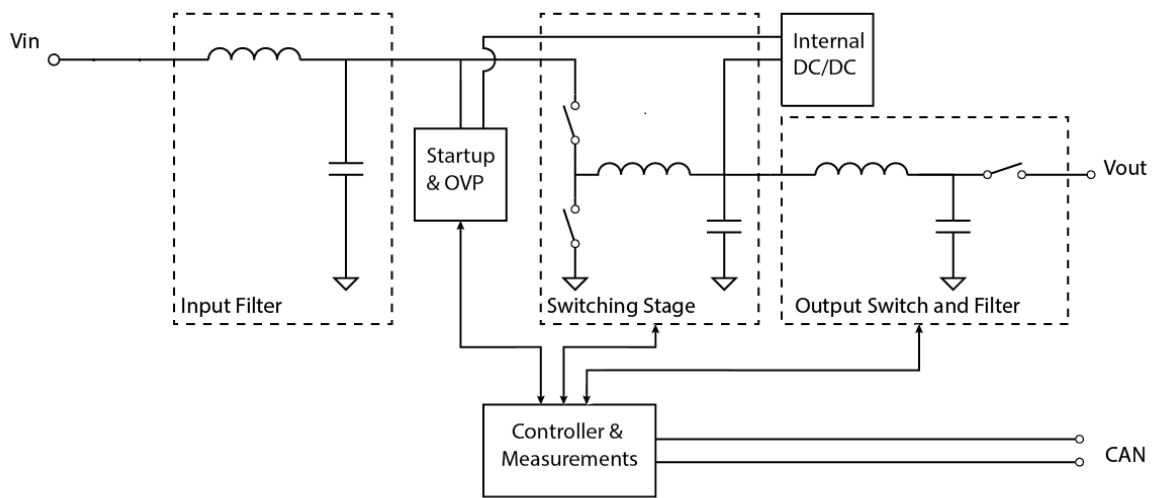 Vin
Internal
DC/DC
Startup
& OVP
Vout
Input Filter
Switching Stage
Output Switch and Filter
Controller &
Measurements
CAN